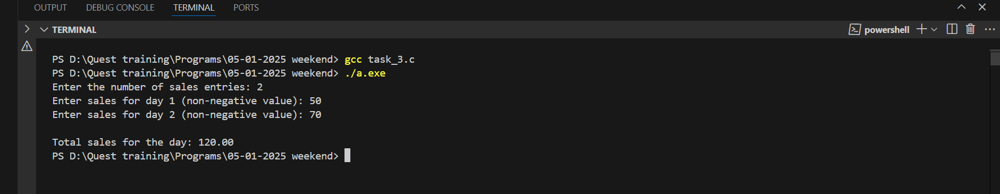 OUTPUT DEBUG CONSOLE TERMINAL PORTS
TERMINAL powershell
PS D:\Quest training\Programs\05-01-2025 weekend> gcc task_3.c
PS D:\Quest training\Programs\05-01-2025 weekend> ./a.exe
Enter the number of sales entries: 2
Enter sales for day 1 (non-negative value): 50
Enter sales for day 2 (non-negative value): 70
Total sales for the day: 120.00
PS D:\Quest training\Programs\05-01-2025 weekend>